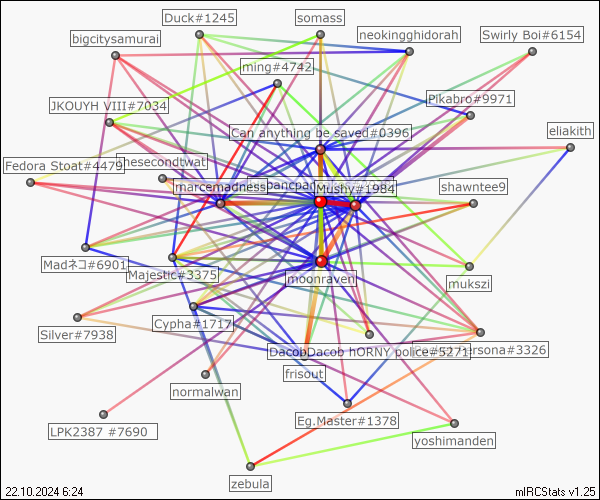 Duck#1245
somass
bigcitysamurai
neokingghidorah
Swirly Boi#6154
ming#4742
JKOUYH VIII#7034
Pikabro#9971
Can anything be saved#0396
eliakith
Fedora Stoat#4479
thesecondtwat
marcemadness
Mushy#1984
shawntee9
Madネコ#6901
Majestic#3375
moonraven
mukszi
Silver#7938
Cypha#1717
DacobDacob hORNY police#5271
ersona#3326
frisout
normalwan
Eg.Master#1378
LPK2387 #7690
yoshimanden
zebula
22.10.2024 6:24
mIRCStats v1.25